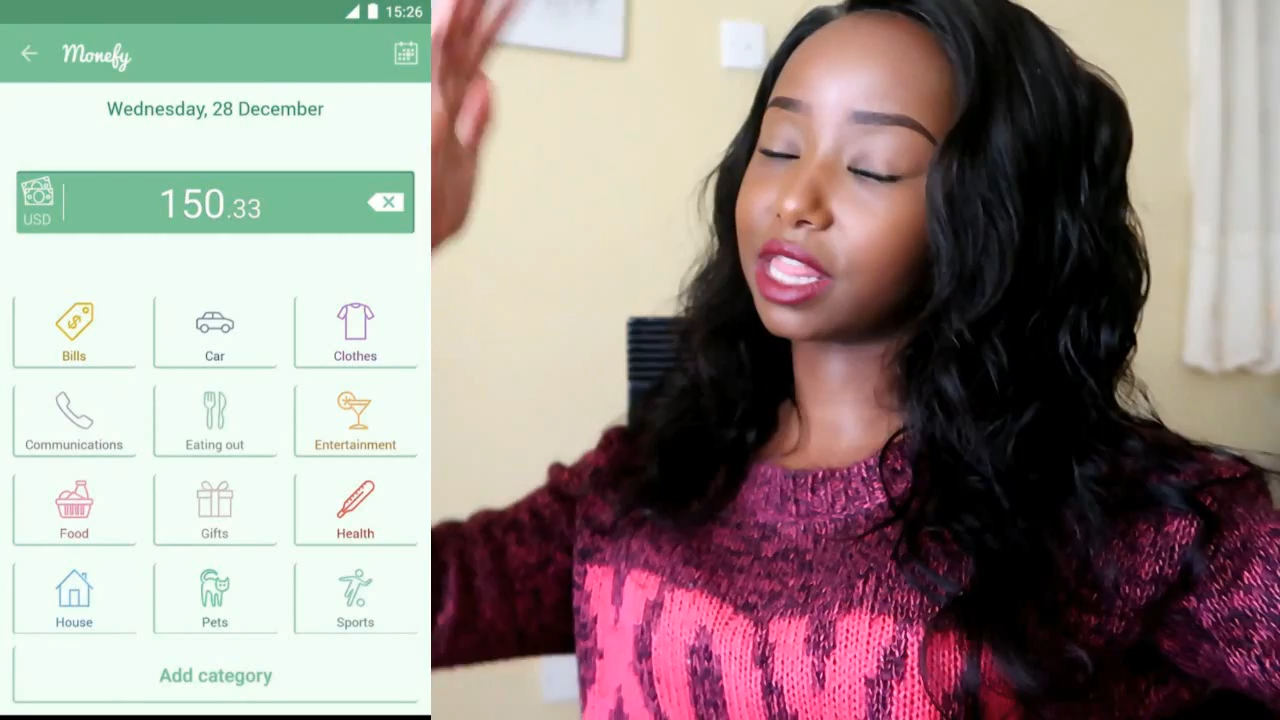 15:26
Monefy
Wednesday, 28 December
USD
150.33
Bills
Car
Clothes
Communications
Eating out
Entertainment
Food
Gifts
Health
House
Pets
Sports
Add category